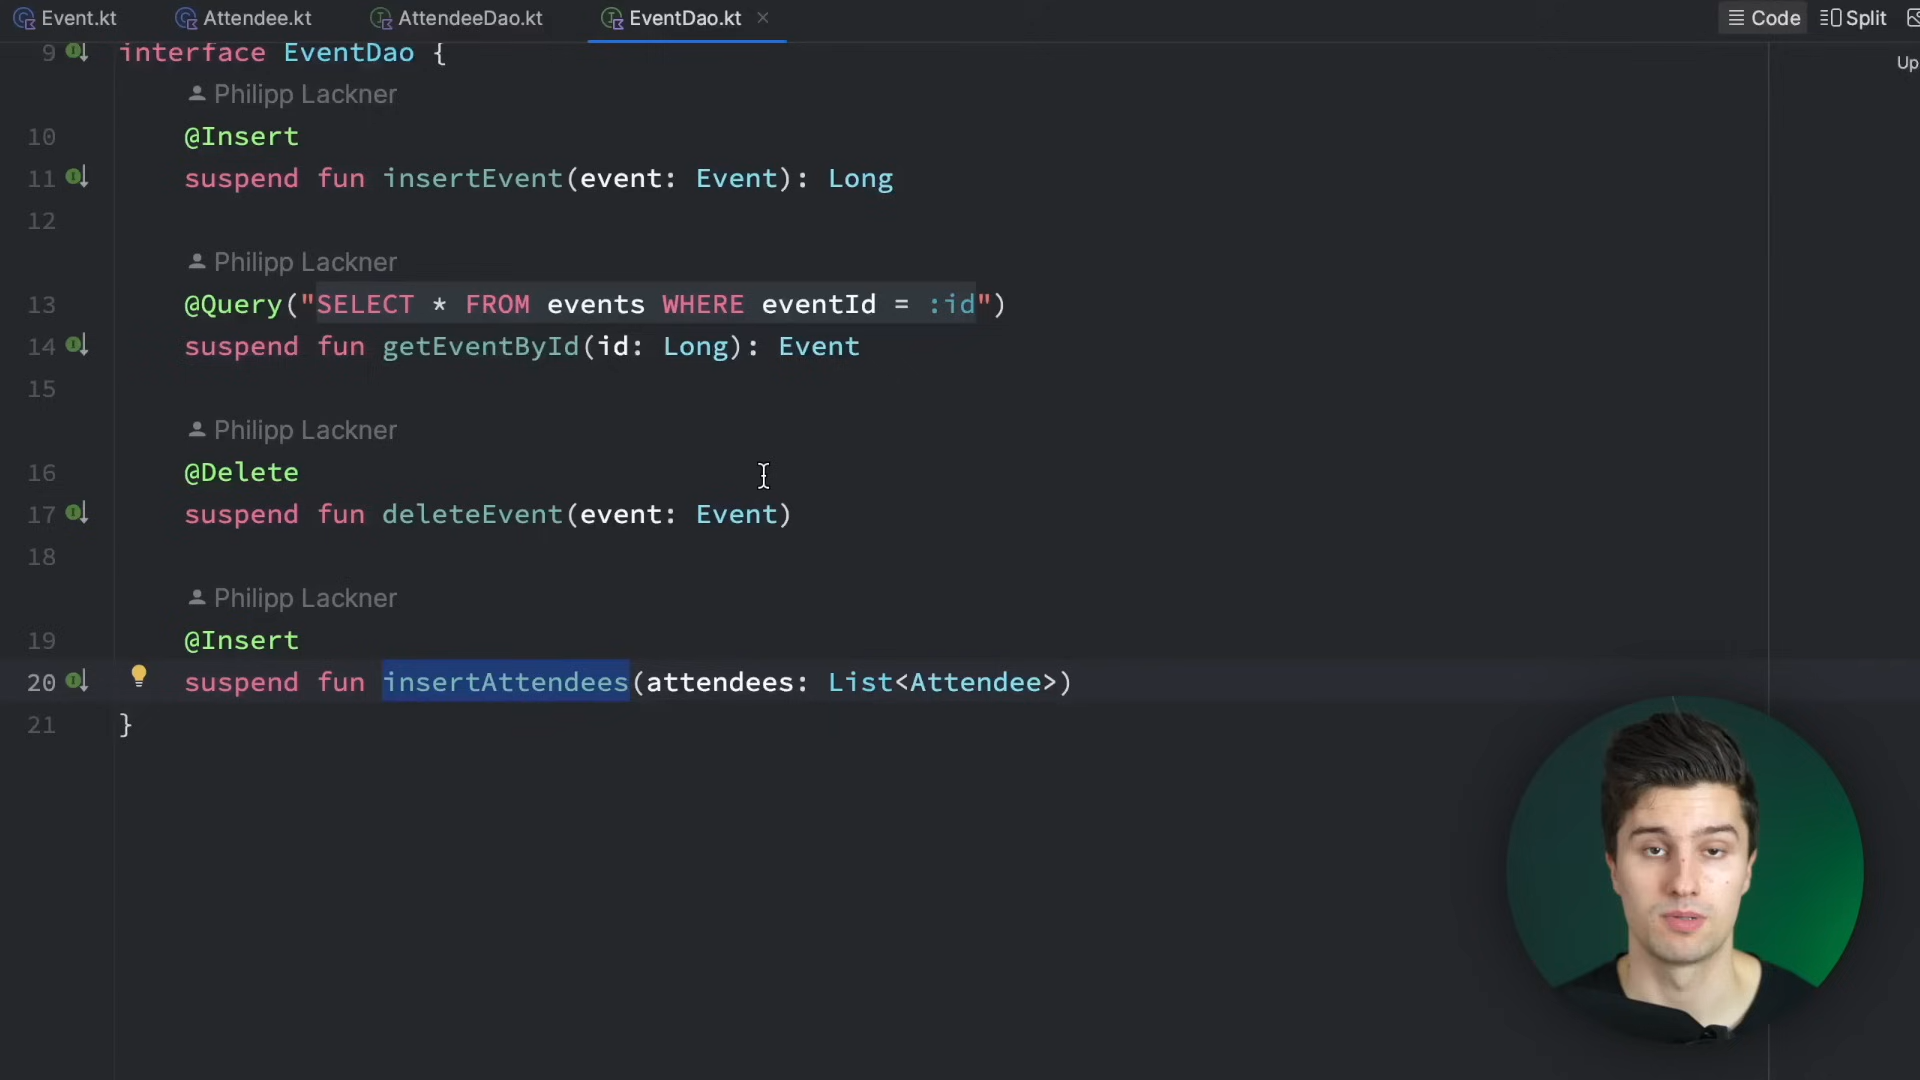 Event.kt Attendee.kt AttendeeDao.kt EventDao.kt Code Split
Up
9 interface EventDao {
Philipp Lackner
10 @Insert
11 suspend fun insertEvent(event: Event): Long
12
Philipp Lackner
13 @Query("SELECT * FROM events WHERE eventId = :id")
14 suspend fun getEventById(id: Long): Event
15
Philipp Lackner
16 @Delete
17 suspend fun deleteEvent(event: Event)
18
Philipp Lackner
19 @Insert
20 suspend fun insertAttendees(attendees: List<Attendee>)
21 }